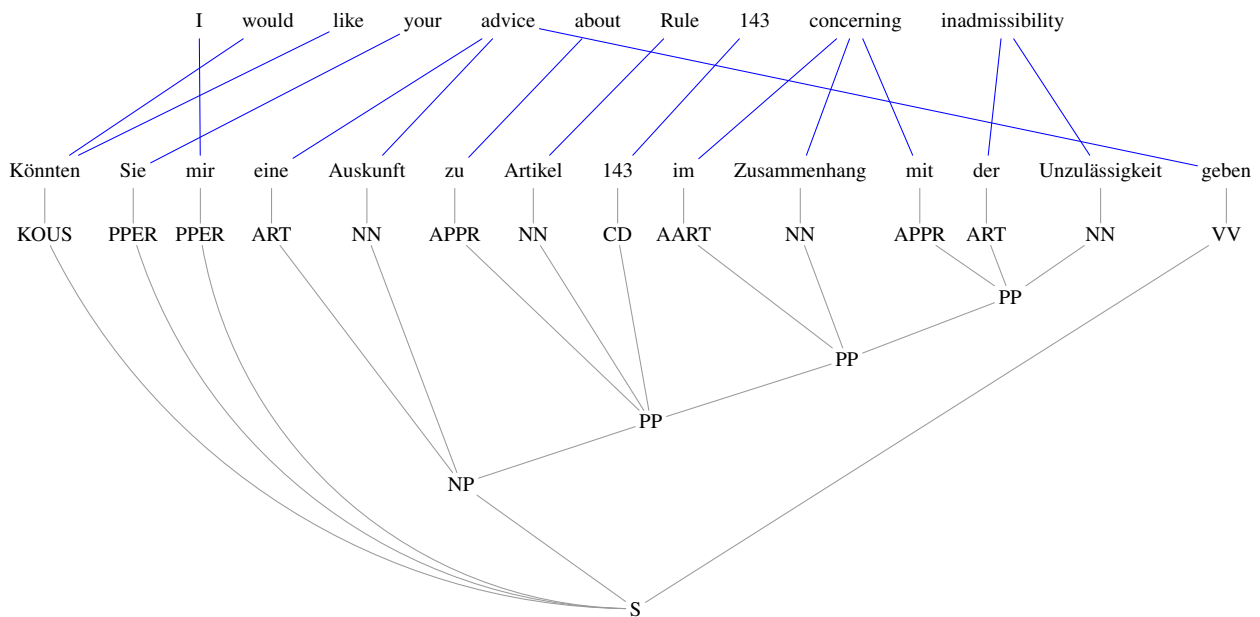 I would like your advice about Rule 143 concerning inadmissibility
Könnten Sie mir eine Auskunft zu Artikel 143 im Zusammenhang mit der Unzulässigkeit geben
KOUS PPER PPER ART NN APPR NN CD AART NN APPR ART NN VV
PP
PP
PP
NP
S